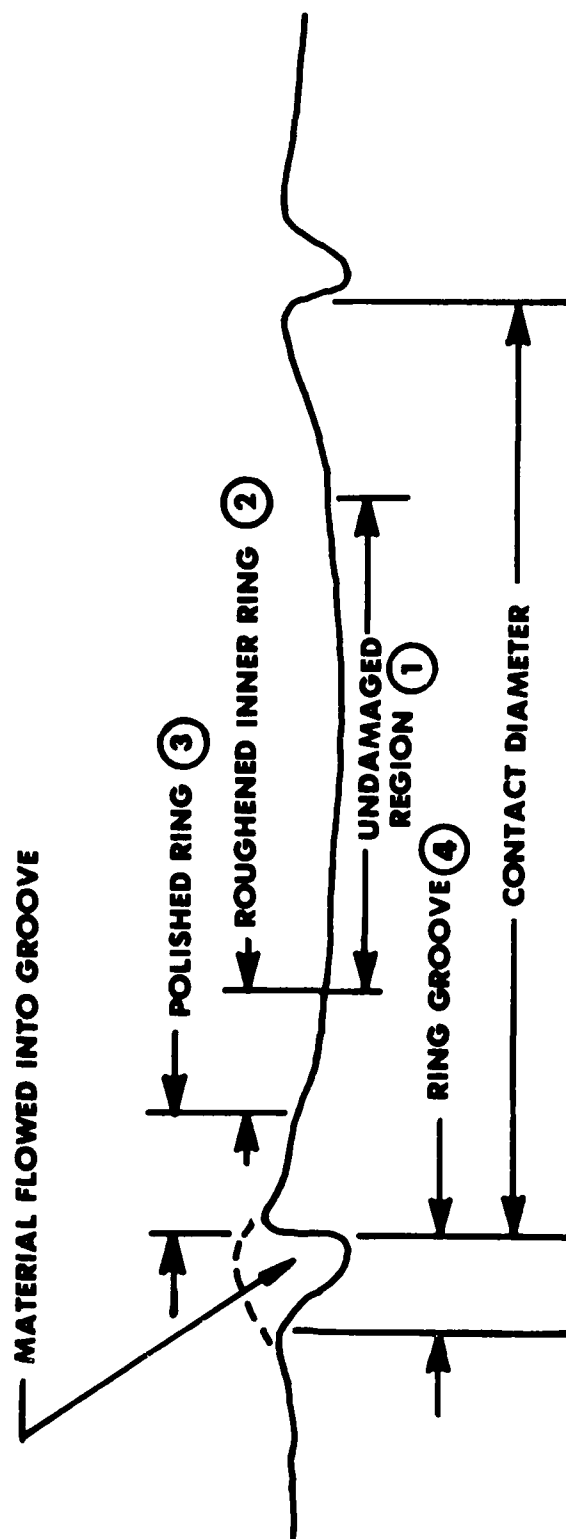 MATERIAL FLOWED INTO GROOVE
POLISHED RING 3
ROUGHENED INNER RING 2
UNDAMAGED
REGION 1
RING GROOVE 4
CONTACT DIAMETER